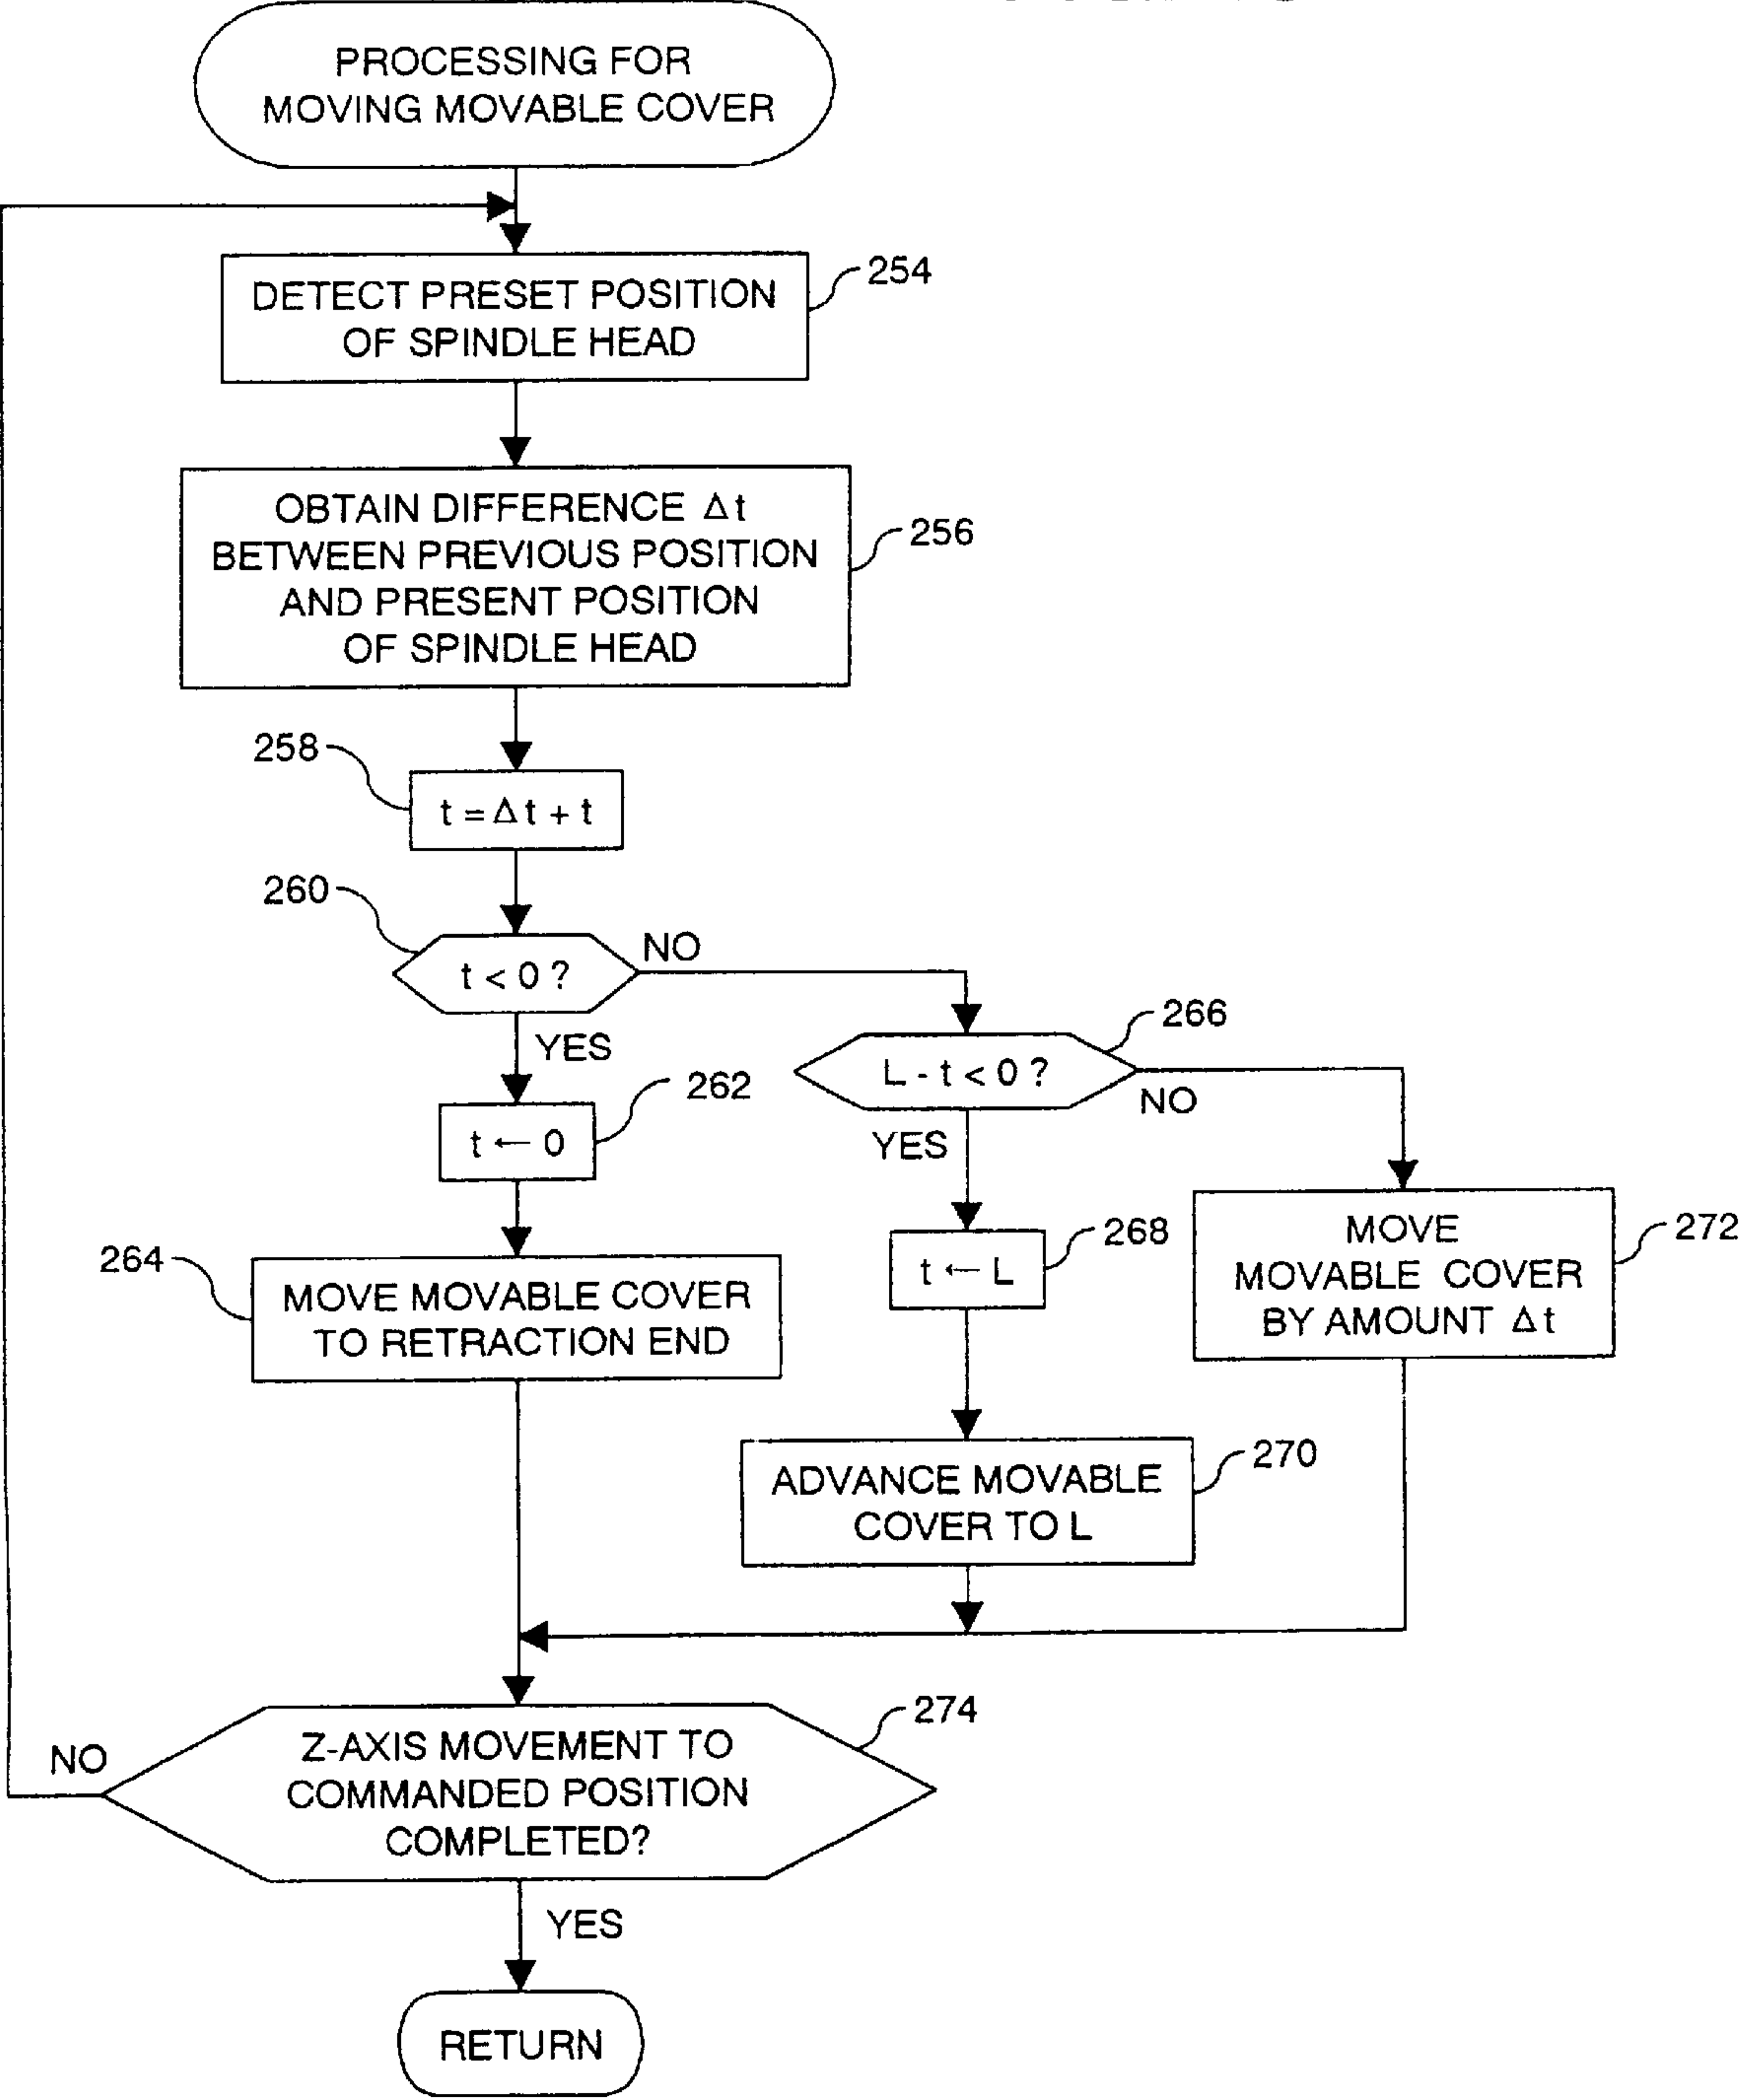 PROCESSING FOR
MOVING MOVABLE COVER
DETECT PRESET POSITION
OF SPINDLE HEAD
254
OBTAIN DIFFERENCE Δt
BETWEEN PREVIOUS POSITION
AND PRESENT POSITION
OF SPINDLE HEAD
256
258
t = Δt + t
260
t < 0 ?
NO
YES
266
L - t < 0 ?
NO
YES
262
t ← 0
264
MOVE MOVABLE COVER
TO RETRACTION END
268
t ← L
272
MOVE
MOVABLE COVER
BY AMOUNT Δt
270
ADVANCE MOVABLE
COVER TO L
274
Z-AXIS MOVEMENT TO
COMMANDED POSITION
COMPLETED?
NO
YES
RETURN